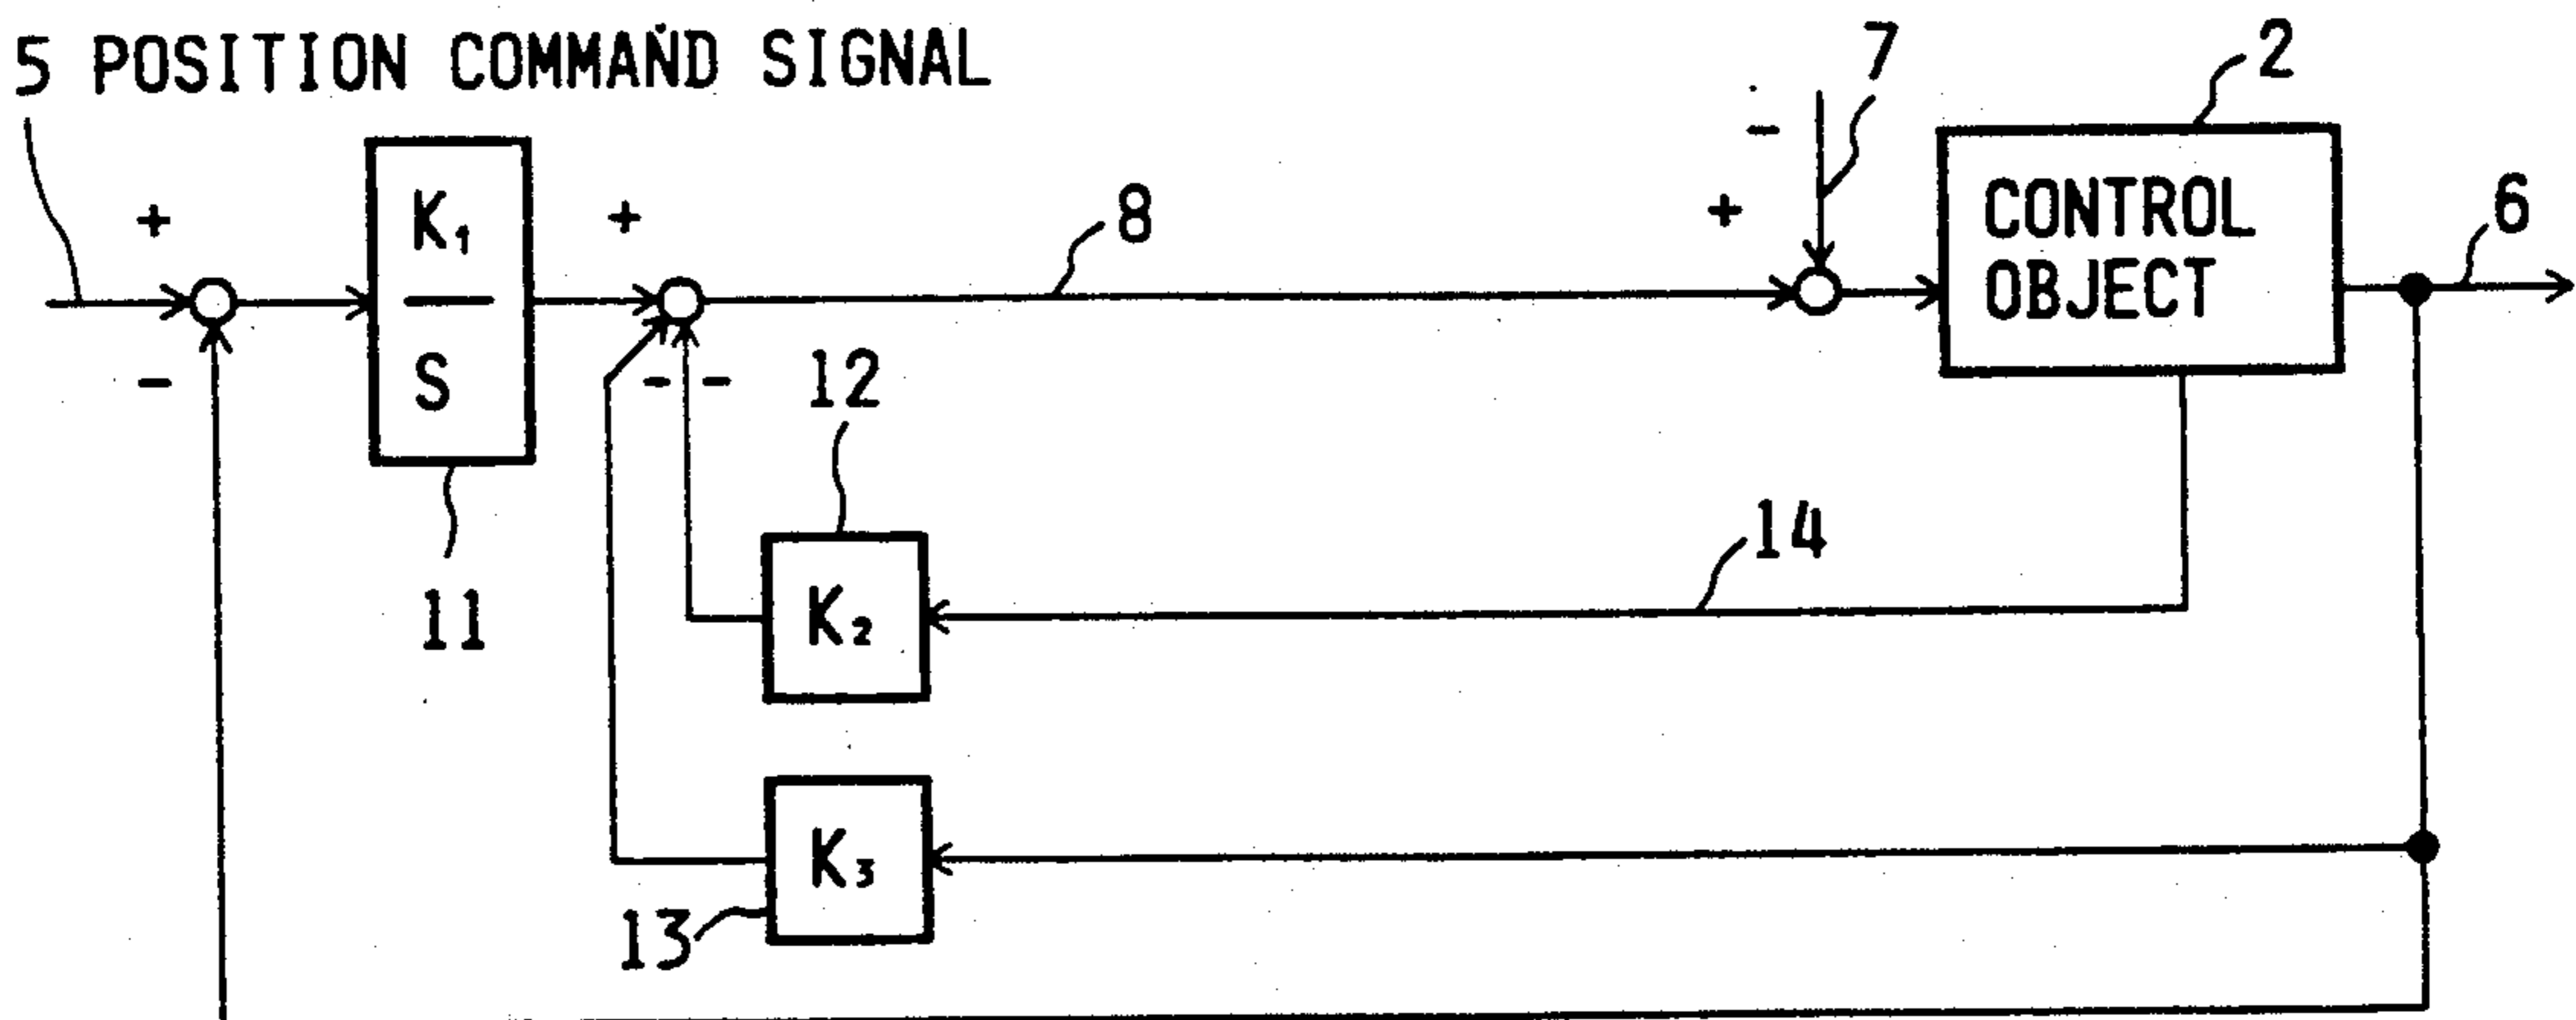 5 POSITION COMMAND SIGNAL
7
2
-
+
K₁
S
+
8
+
CONTROL
OBJECT
6
-
- -
12
11
K₂
14
K₃
13